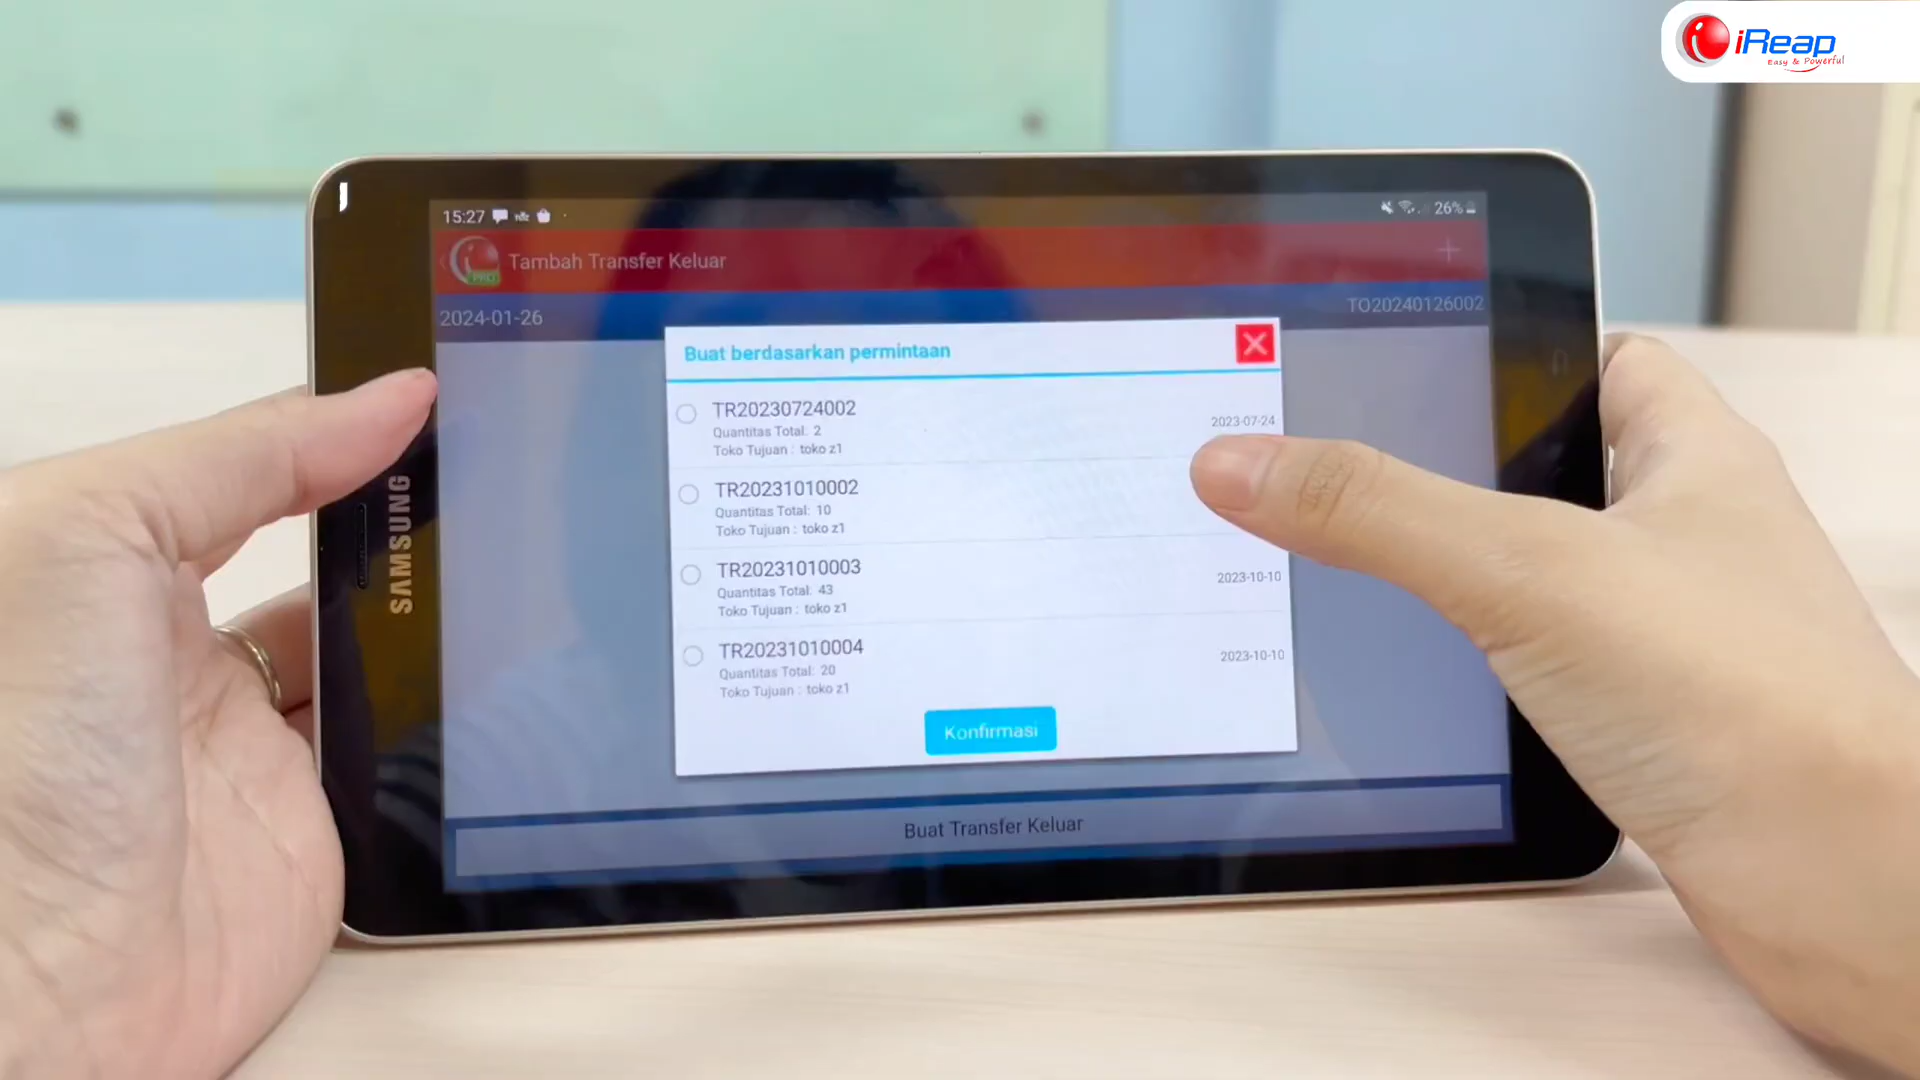 iReap
Easy & Powerful
15:27
26%
Tambah Transfer Keluar
PRO
2024-01-26
TO20240126002
Buat berdasarkan permintaan
TR20230724002
Quantitas Total: 2
2023-07-24
Toko Tujuan : toko z1
TR20231010002
Quantitas Total: 10
Toko Tujuan : toko z1
TR20231010003
Quantitas Total: 43
2023-10-10
Toko Tujuan : toko z1
TR20231010004
Quantitas Total: 20
2023-10-10
Toko Tujuan : toko z1
Konfirmasi
Buat Transfer Keluar
SAMSUNG